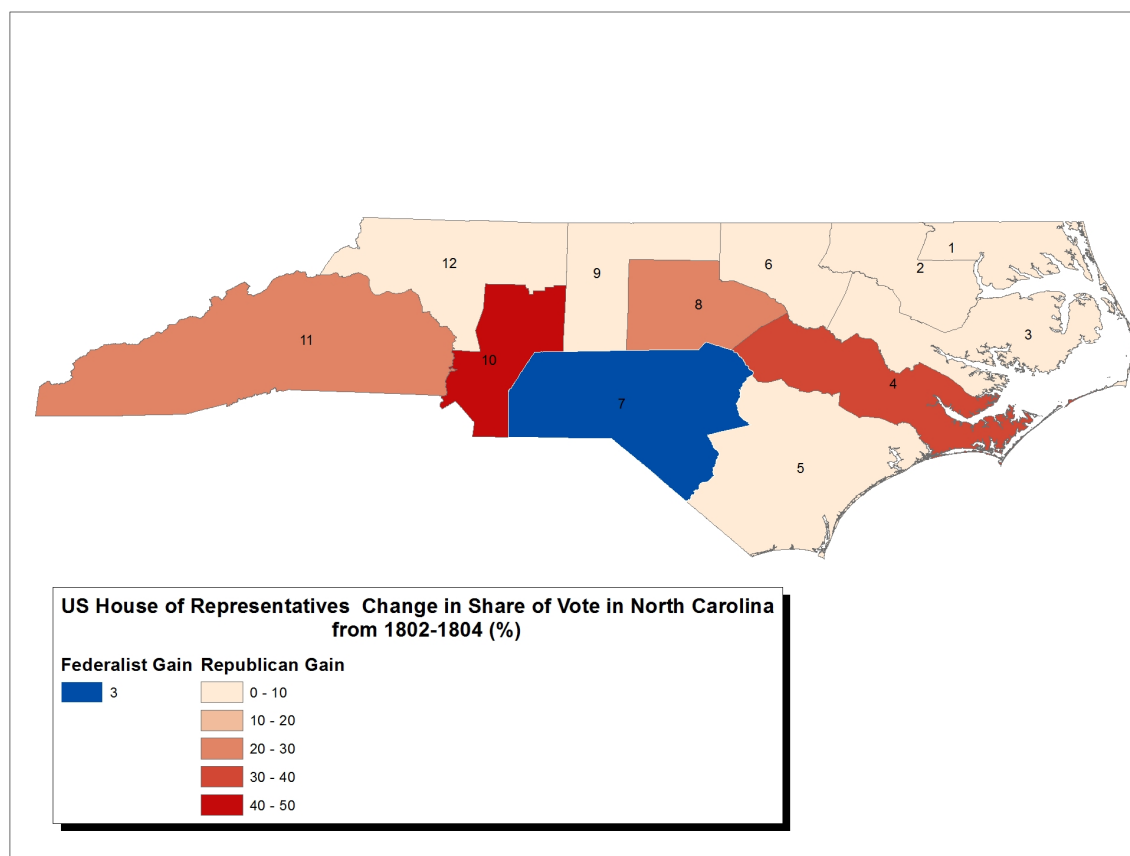 1
12
9
6
2
8
3
11
10
4
7
5
US House of Representatives  Change in Share of Vote in North Carolina
from 1802-1804 (%)
Federalist Gain Republican Gain
3 0 - 10
10 - 20
20 - 30
30 - 40
40 - 50